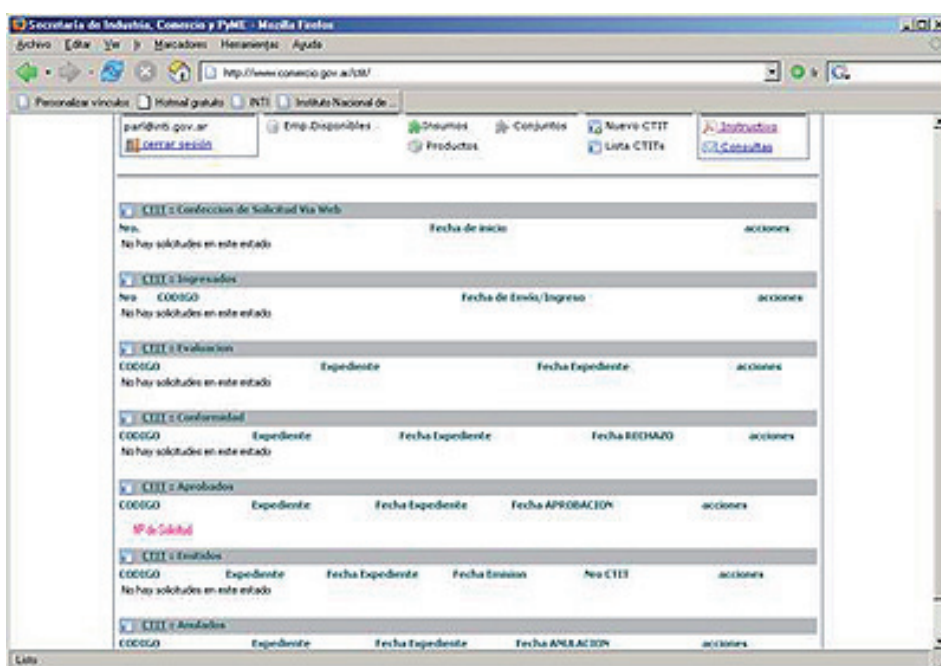 Secretaría de Industria, Comercio y PyME - Mozilla Firefox
Archivo Editar Ver Ir Marcadores Herramientas Ayuda
http://www.comercio.gov.ar/ctit/
Personalizar vínculos Hotmail gratuito INTI Instituto Nacional de ...
parl@inti.gov.ar Emp.Disponibles Insumos Conjuntos Nuevo CTIT Instructivo
cerrar sesión Productos Lista CTITs Consultas
CTIT : Confeccion de Solicitud Via Web
Nro. Fecha de inicio acciones
No hay solicitudes en este estado
CTIT : Ingresados
Nro CODIGO Fecha de Envío/Ingreso acciones
No hay solicitudes en este estado
CTIT : Evaluacion
CODIGO Expediente Fecha Expediente acciones
No hay solicitudes en este estado
CTIT : Conformidad
CODIGO Expediente Fecha Expediente Fecha RECHAZO acciones
No hay solicitudes en este estado
CTIT : Aprobados
CODIGO Expediente Fecha Expediente Fecha APROBACION acciones
Nº de Solicitud
CTIT : Emitidos
CODIGO Expediente Fecha Expediente Fecha Emision Nro CTIT acciones
No hay solicitudes en este estado
CTIT : Anulados
CODIGO Expediente Fecha Expediente Fecha ANULACION acciones
Listo